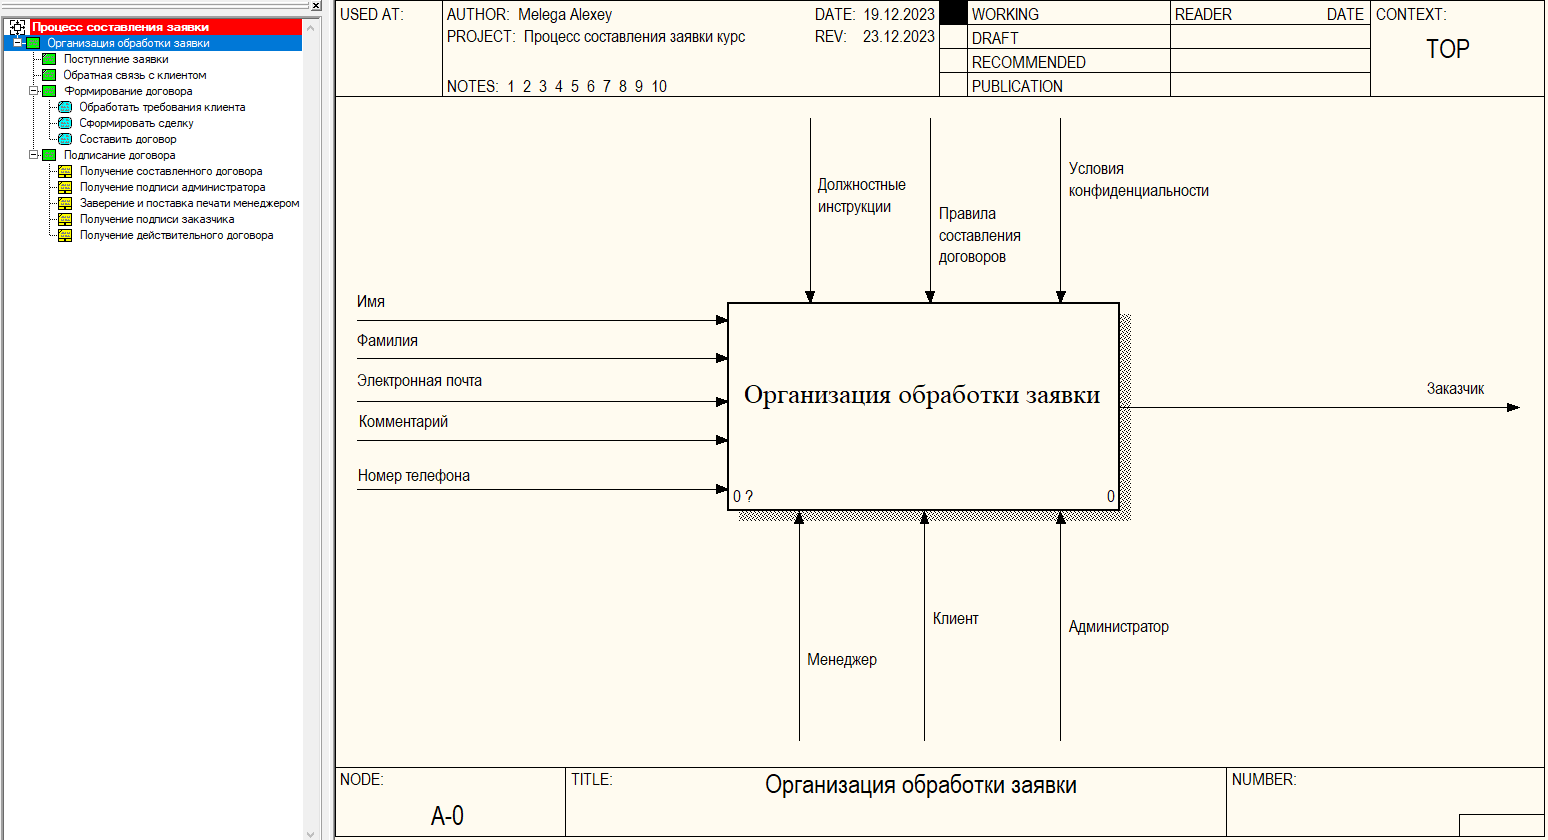 Процесс составления заявки
Организация обработки заявки
Поступление заявки
Обратная связь с клиентом
Формирование договора
Обработать требования клиента
Сформировать сделку
Составить договор
Подписание договора
Получение составленного договора
Получение подписи администратора
Заверение и поставка печати менеджером
Получение подписи заказчика
Получение действительного договора
USED AT:
AUTHOR: Melega Alexey
DATE: 19.12.2023
PROJECT: Процесс составления заявки курс
REV: 23.12.2023
NOTES: 1 2 3 4 5 6 7 8 9 10
WORKING
DRAFT
RECOMMENDED
PUBLICATION
READER DATE
CONTEXT:
TOP
Должностные
инструкции
Правила
составления
договоров
Условия
конфиденциальности
Имя
Фамилия
Электронная почта
Комментарий
Номер телефона
Организация обработки заявки
0 ? 0
Заказчик
Менеджер
Клиент
Администратор
NODE:
A-0
TITLE:
Организация обработки заявки
NUMBER: